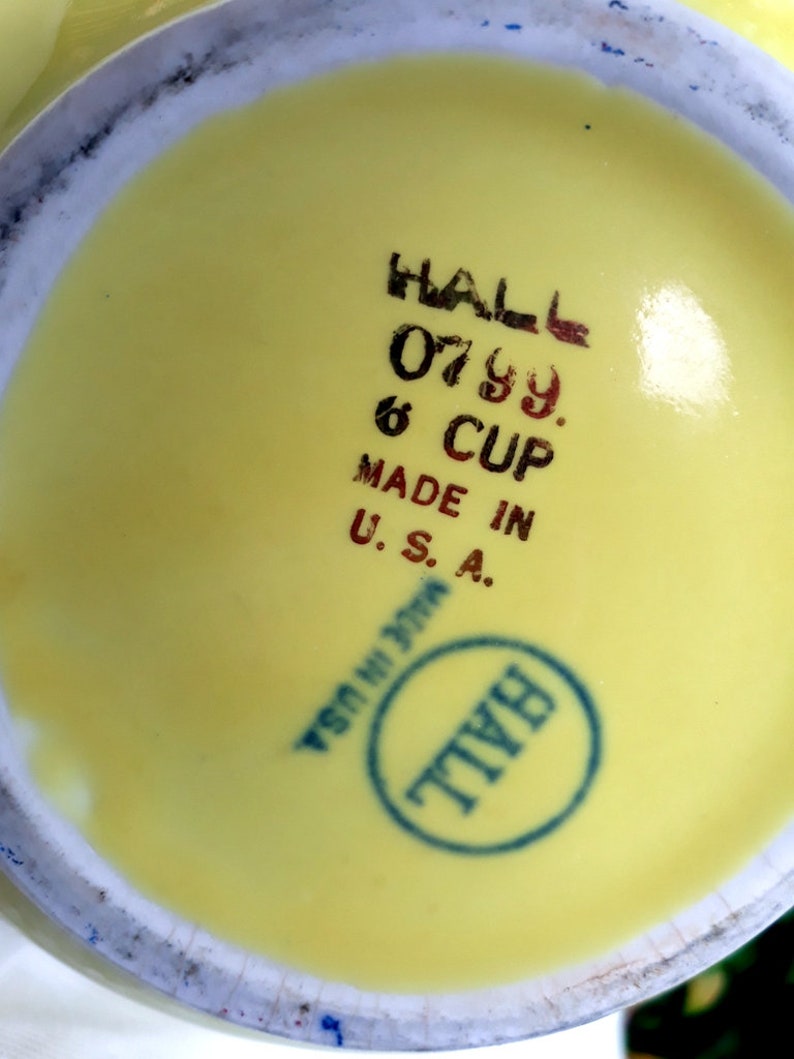 HALL
0799.
6 CUP
MADE IN
U. S. A.
MADE IN USA
HALL